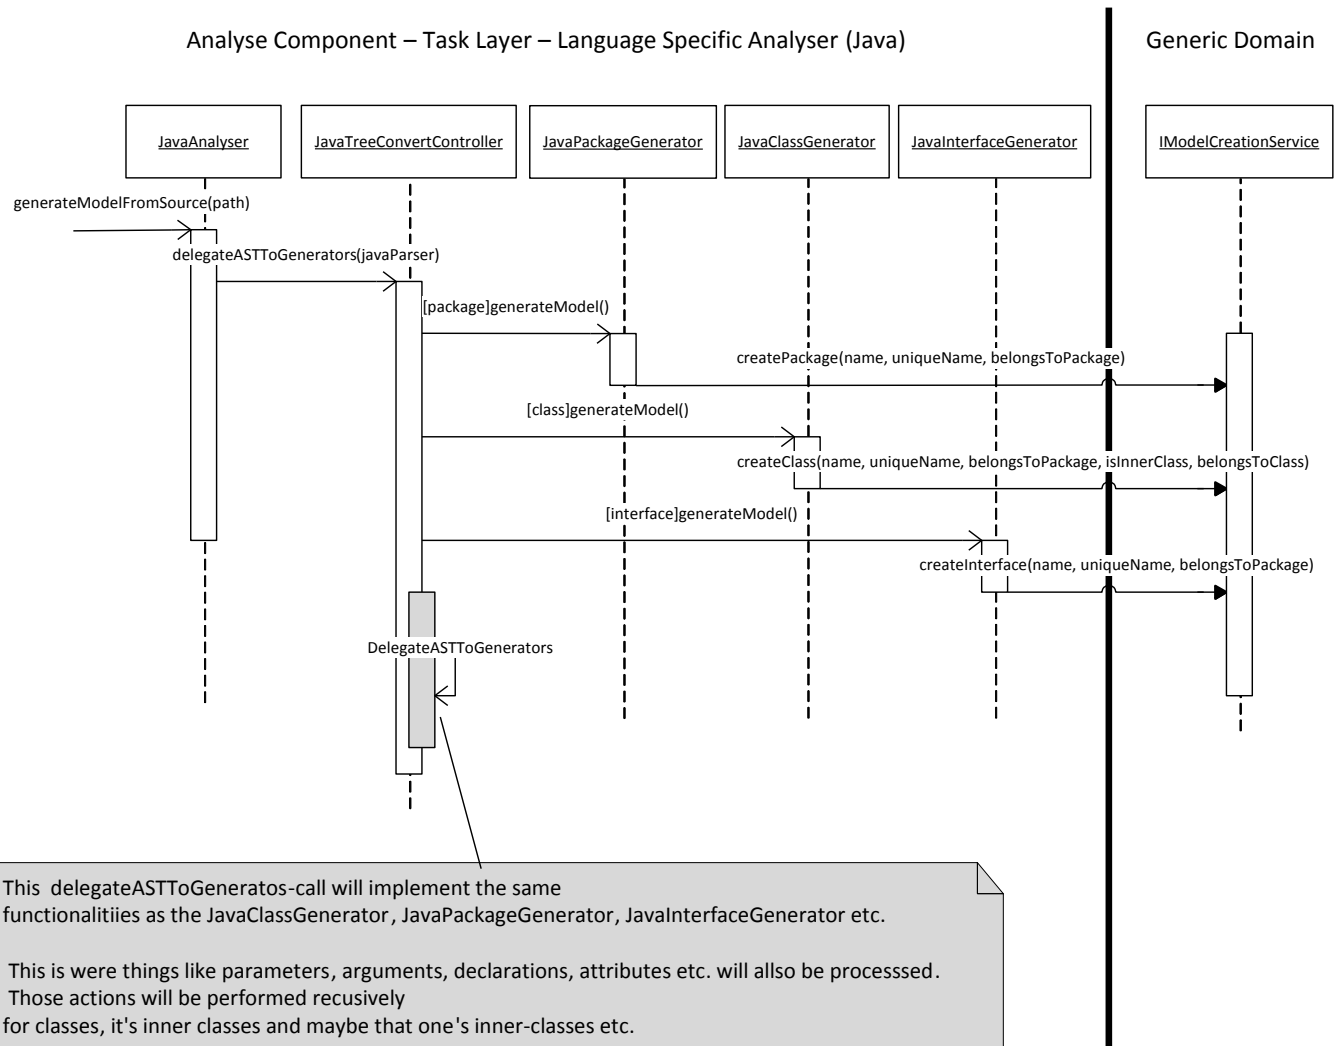 Analyse Component – Task Layer – Language Specific Analyser (Java)
Generic Domain
JavaAnalyser
JavaTreeConvertController
JavaPackageGenerator
JavaClassGenerator
JavaInterfaceGenerator
IModelCreationService
generateModelFromSource(path)
delegateASTToGenerators(javaParser)
[package]generateModel()
createPackage(name, uniqueName, belongsToPackage)
[class]generateModel()
createClass(name, uniqueName, belongsToPackage, isInnerClass, belongsToClass)
[interface]generateModel()
createInterface(name, uniqueName, belongsToPackage)
DelegateASTToGenerators
This delegateASTToGeneratos-call will implement the same
functionalitiies as the JavaClassGenerator, JavaPackageGenerator, JavaInterfaceGenerator etc.
This is were things like parameters, arguments, declarations, attributes etc. will allso be processsed.
Those actions will be performed recusively
for classes, it's inner classes and maybe that one's inner-classes etc.